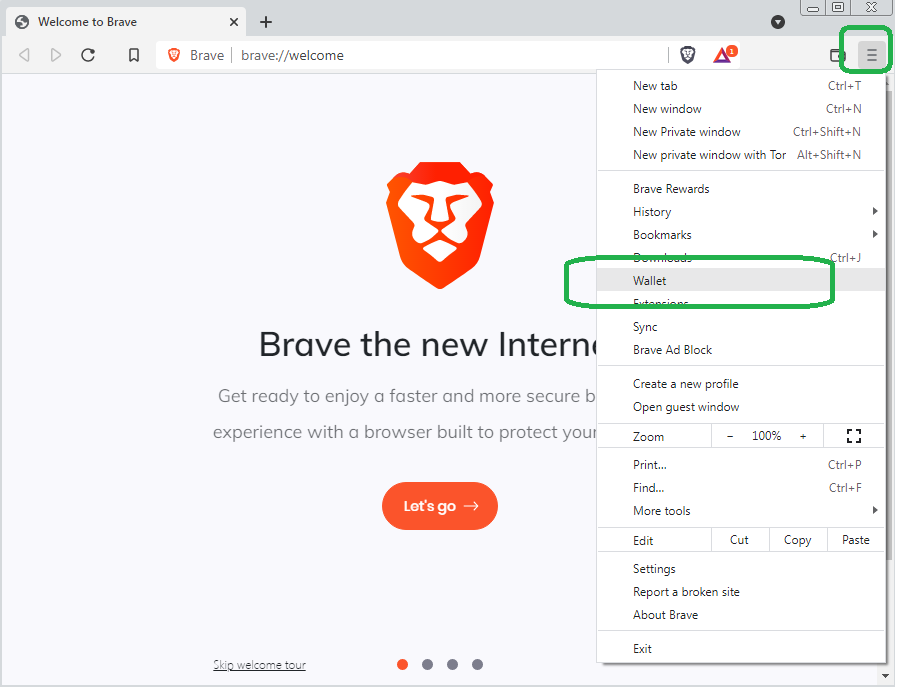 Welcome to Brave
Brave
brave://welcome
1
New tab Ctrl+T
New window Ctrl+N
New Private window Ctrl+Shift+N
New private window with Tor Alt+Shift+N
Brave Rewards
History
Bookmarks
Downloads Ctrl+J
Wallet
Extensions
Sync
Brave Ad Block
Create a new profile
Open guest window
Zoom − 100% +
Print... Ctrl+P
Find... Ctrl+F
More tools
Edit Cut Copy Paste
Settings
Report a broken site
About Brave
Exit
Brave the new Interne
Get ready to enjoy a faster and more secure b
experience with a browser built to protect your
Let's go →
Skip welcome tour